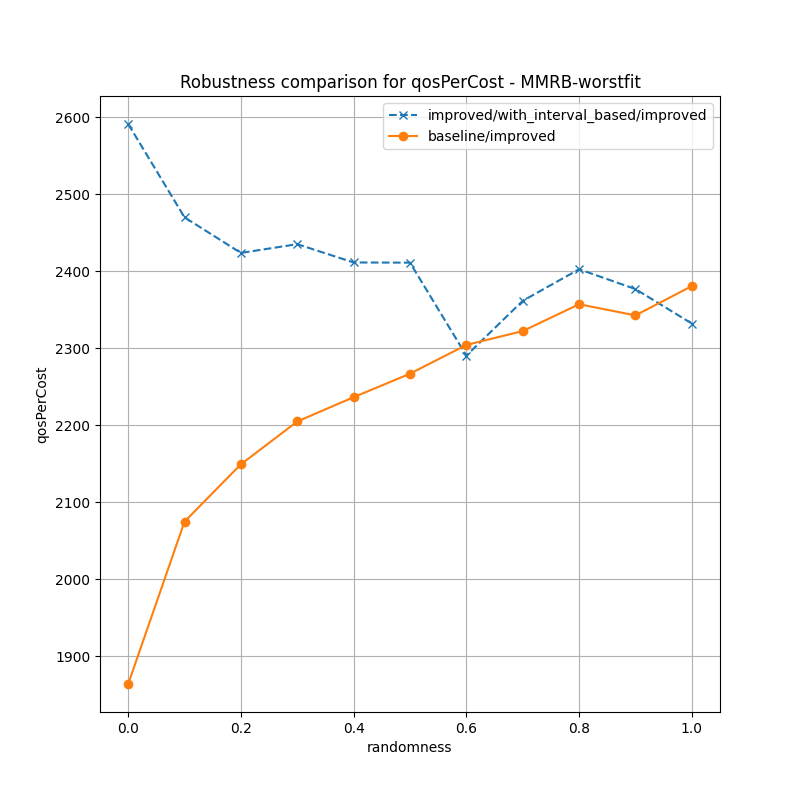 Robustness comparison for qosPerCost - MMRB-worstfit
improved/with_interval_based/improved
baseline/improved
2600
2500
2400
2300
2200
2100
2000
1900
qosPerCost
0.0 0.2 0.4 0.6 0.8 1.0
randomness